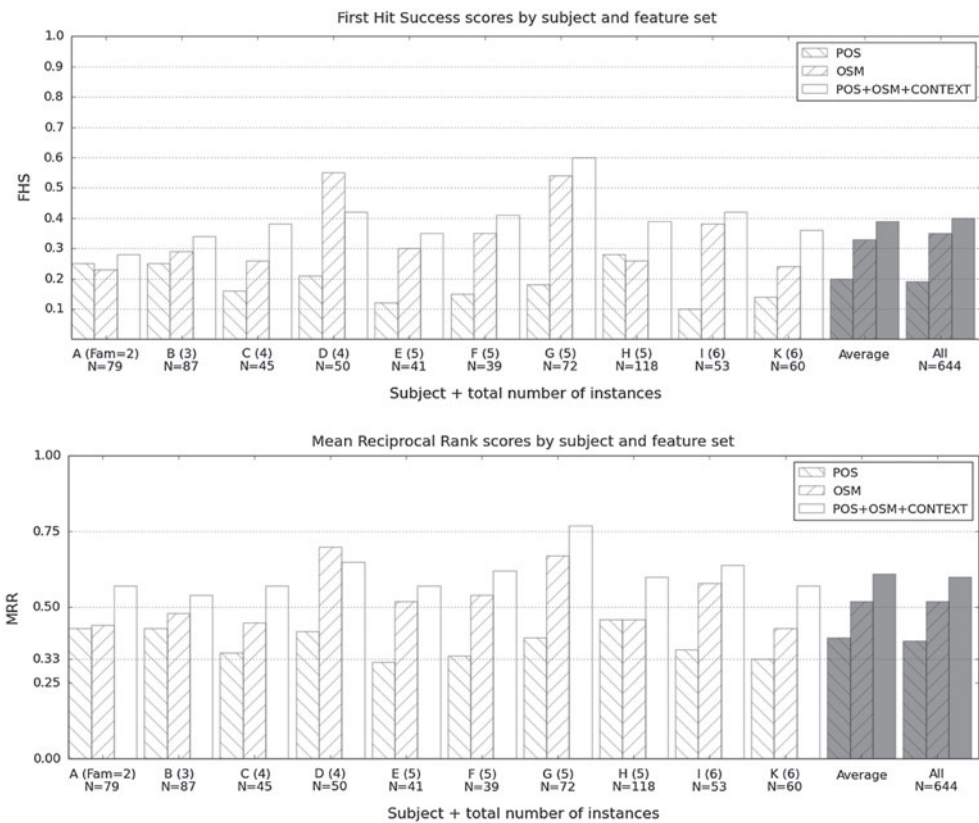 First Hit Success scores by subject and feature set
1.0
0.9
0.8
0.7
0.6
0.5
0.4
0.3
0.2
0.1
FHS
POS
OSM
POS+OSM+CONTEXT
A (Fam=2) B (3) C (4) D (4) E (5) F (5) G (5) H (5) I (6) K (6) Average All
N=79 N=87 N=45 N=50 N=41 N=39 N=72 N=118 N=53 N=60 N=644
Subject + total number of instances
Mean Reciprocal Rank scores by subject and feature set
1.00
0.75
0.50
0.33
0.25
0.00
MRR
POS
OSM
POS+OSM+CONTEXT
A (Fam=2) B (3) C (4) D (4) E (5) F (5) G (5) H (5) I (6) K (6) Average All
N=79 N=87 N=45 N=50 N=41 N=39 N=72 N=118 N=53 N=60 N=644
Subject + total number of instances